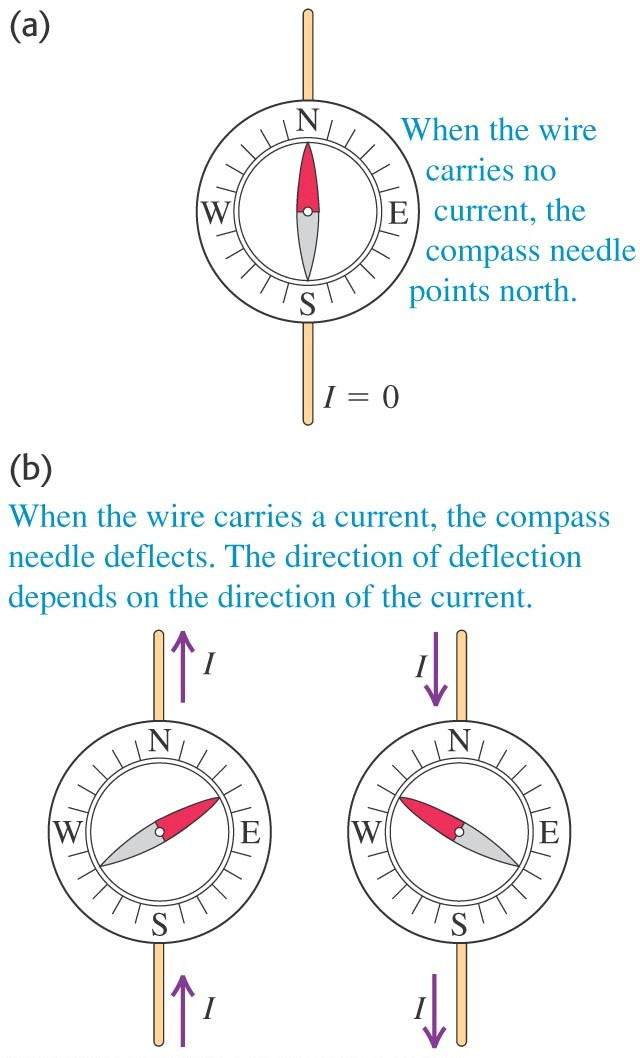 (a)
N
When the wire
carries no
W
E
current, the
compass needle
points north.
S
I = 0
(b)
When the wire carries a current, the compass
needle deflects. The direction of deflection
depends on the direction of the current.
I
I
N
N
W
E
W
E
S
S
I
I